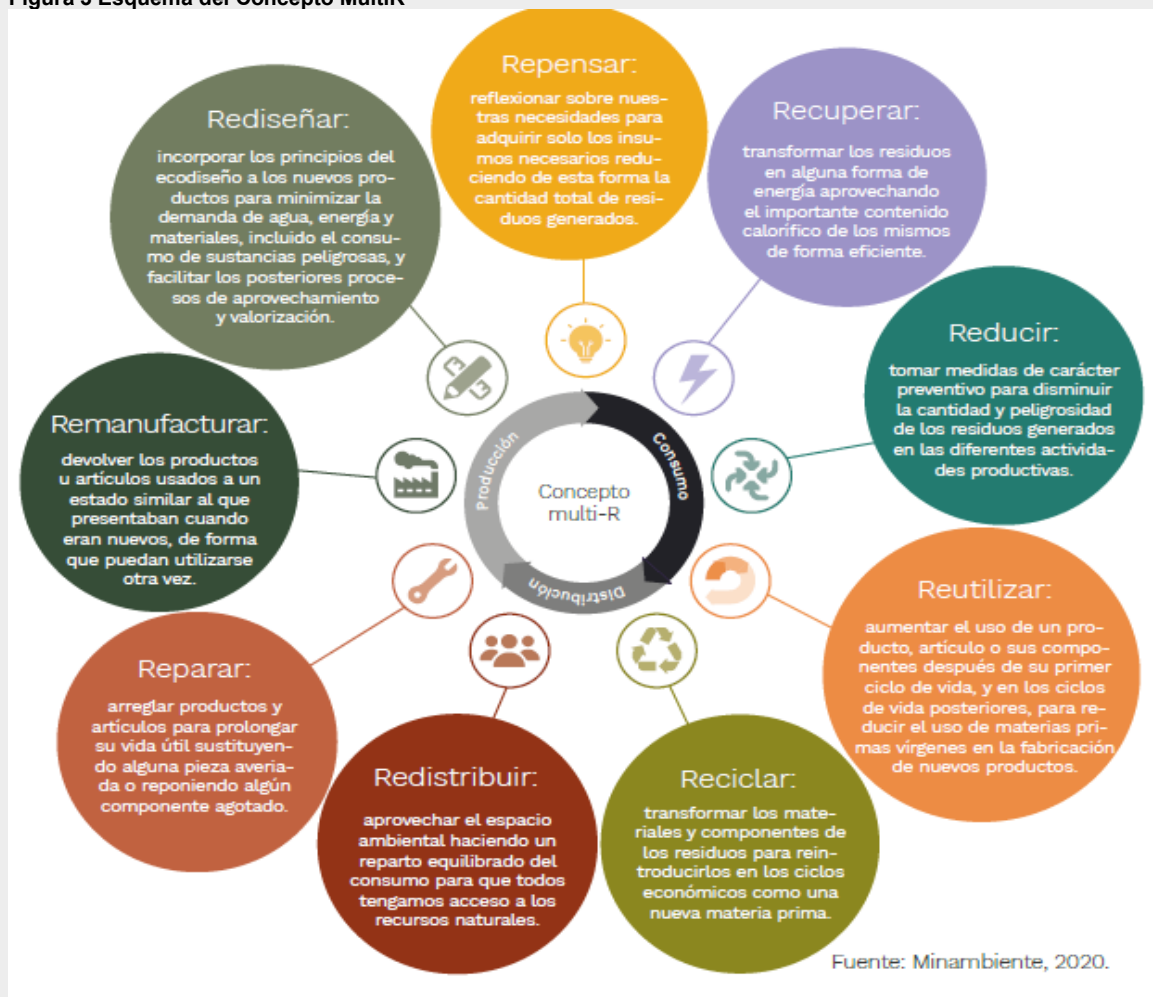 Figura 5 Esquema del Concepto MultiR
Repensar:
reflexionar sobre nues-
tras necesidades para
adquirir solo los insu-
mos necesarios redu-
ciendo de esta forma la
cantidad total de resi-
duos generados.
Recuperar:
transformar los residuos
en alguna forma de
energía aprovechando
el importante contenido
calorífico de los mismos
de forma eficiente.
Reducir:
tomar medidas de carácter
preventivo para disminuir
la cantidad y peligrosidad
de los residuos generados
en las diferentes activida-
des productivas.
Reutilizar:
aumentar el uso de un pro-
ducto, artículo o sus compo-
nentes después de su primer
ciclo de vida, y en los ciclos
de vida posteriores, para re-
ducir el uso de materias pri-
mas vírgenes en la fabricación
de nuevos productos.
Reciclar:
transformar los mate-
riales y componentes de
los residuos para rein-
troducirlos en los ciclos
económicos como una
nueva materia prima.
Redistribuir:
aprovechar el espacio
ambiental haciendo un
reparto equilibrado del
consumo para que todos
tengamos acceso a los
recursos naturales.
Reparar:
arreglar productos y
artículos para prolongar
su vida útil sustituyen-
do alguna pieza averia-
da o reponiendo algún
componente agotado.
Remanufacturar:
devolver los productos
u artículos usados a un
estado similar al que
presentaban cuando
eran nuevos, de forma
que puedan utilizarse
otra vez.
Rediseñar:
incorporar los principios del
ecodiseño a los nuevos pro-
ductos para minimizar la
demanda de agua, energía y
materiales, incluido el consu-
mo de sustancias peligrosas, y
facilitar los posteriores proce-
sos de aprovechamiento
y valorización.
Producción
Consumo
Distribución
Concepto
multi-R
Fuente: Minambiente, 2020.